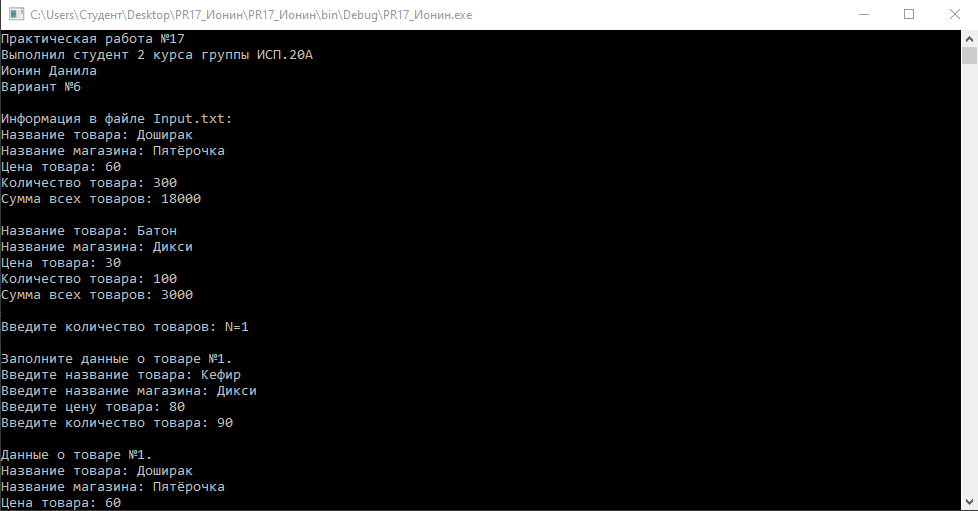 C:\Users\Студент\Desktop\PR17_Ионин\PR17_Ионин\bin\Debug\PR17_Ионин.exe
Практическая работа №17
Выполнил студент 2 курса группы ИСП.20А
Ионин Данила
Вариант №6
Информация в файле Input.txt:
Название товара: Доширак
Название магазина: Пятёрочка
Цена товара: 60
Количество товара: 300
Сумма всех товаров: 18000
Название товара: Батон
Название магазина: Дикси
Цена товара: 30
Количество товара: 100
Сумма всех товаров: 3000
Введите количество товаров: N=1
Заполните данные о товаре №1.
Введите название товара: Кефир
Введите название магазина: Дикси
Введите цену товара: 80
Введите количество товара: 90
Данные о товаре №1.
Название товара: Доширак
Название магазина: Пятёрочка
Цена товара: 60